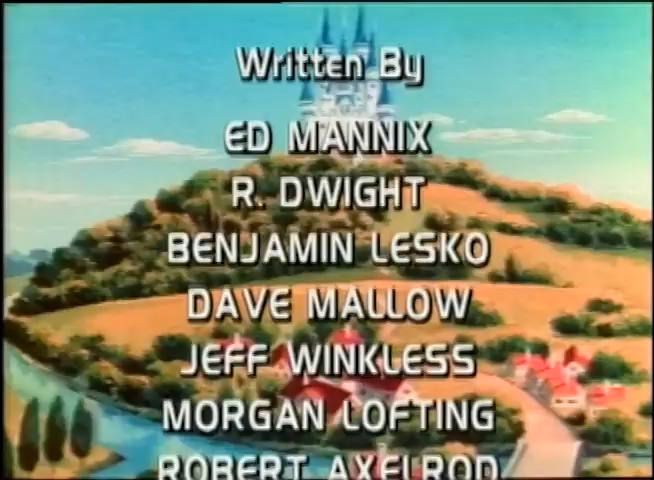 Written By
ED MANNIX
R. DWIGHT
BENJAMIN LESKO
DAVE MALLOW
JEFF WINKLESS
MORGAN LOFTING
ROBERT AXELROD